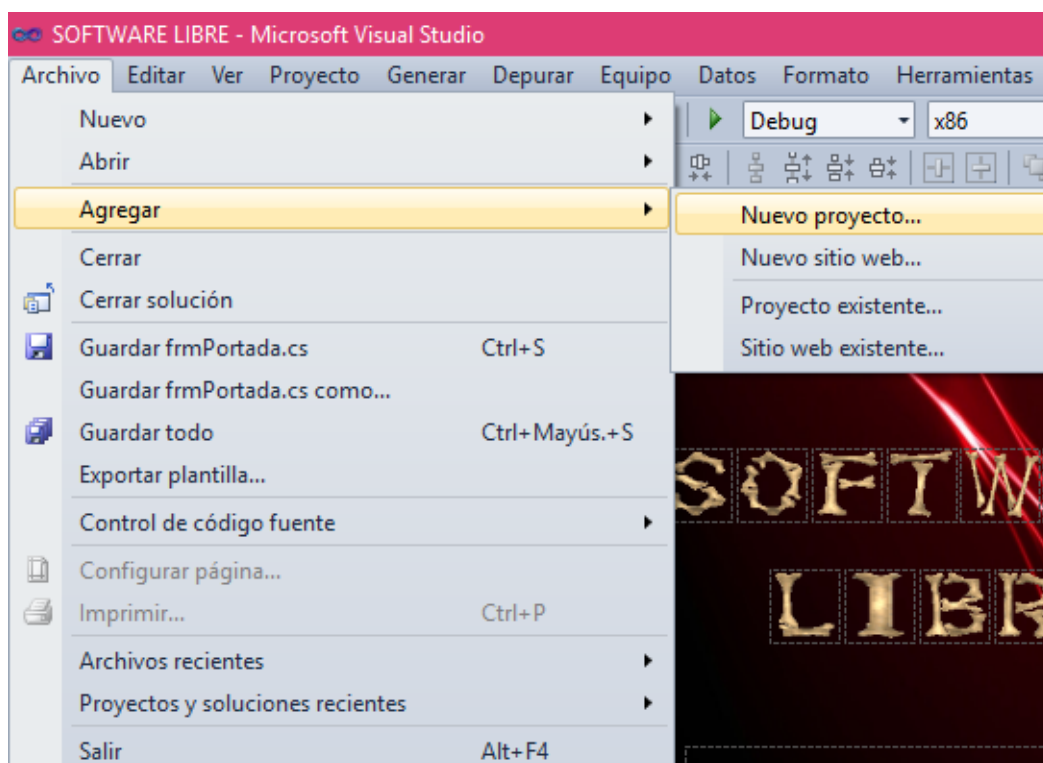 SOFTWARE LIBRE - Microsoft Visual Studio
Archivo Editar Ver Proyecto Generar Depurar Equipo Datos Formato Herramientas
Debug x86
Nuevo
Abrir
Agregar
Nuevo proyecto...
Nuevo sitio web...
Proyecto existente...
Sitio web existente...
Cerrar
Cerrar solución
Guardar frmPortada.cs Ctrl+S
Guardar frmPortada.cs como...
Guardar todo Ctrl+Mayús.+S
Exportar plantilla...
Control de código fuente
Configurar página...
Imprimir... Ctrl+P
Archivos recientes
Proyectos y soluciones recientes
Salir Alt+F4
SOFTW
LIBR